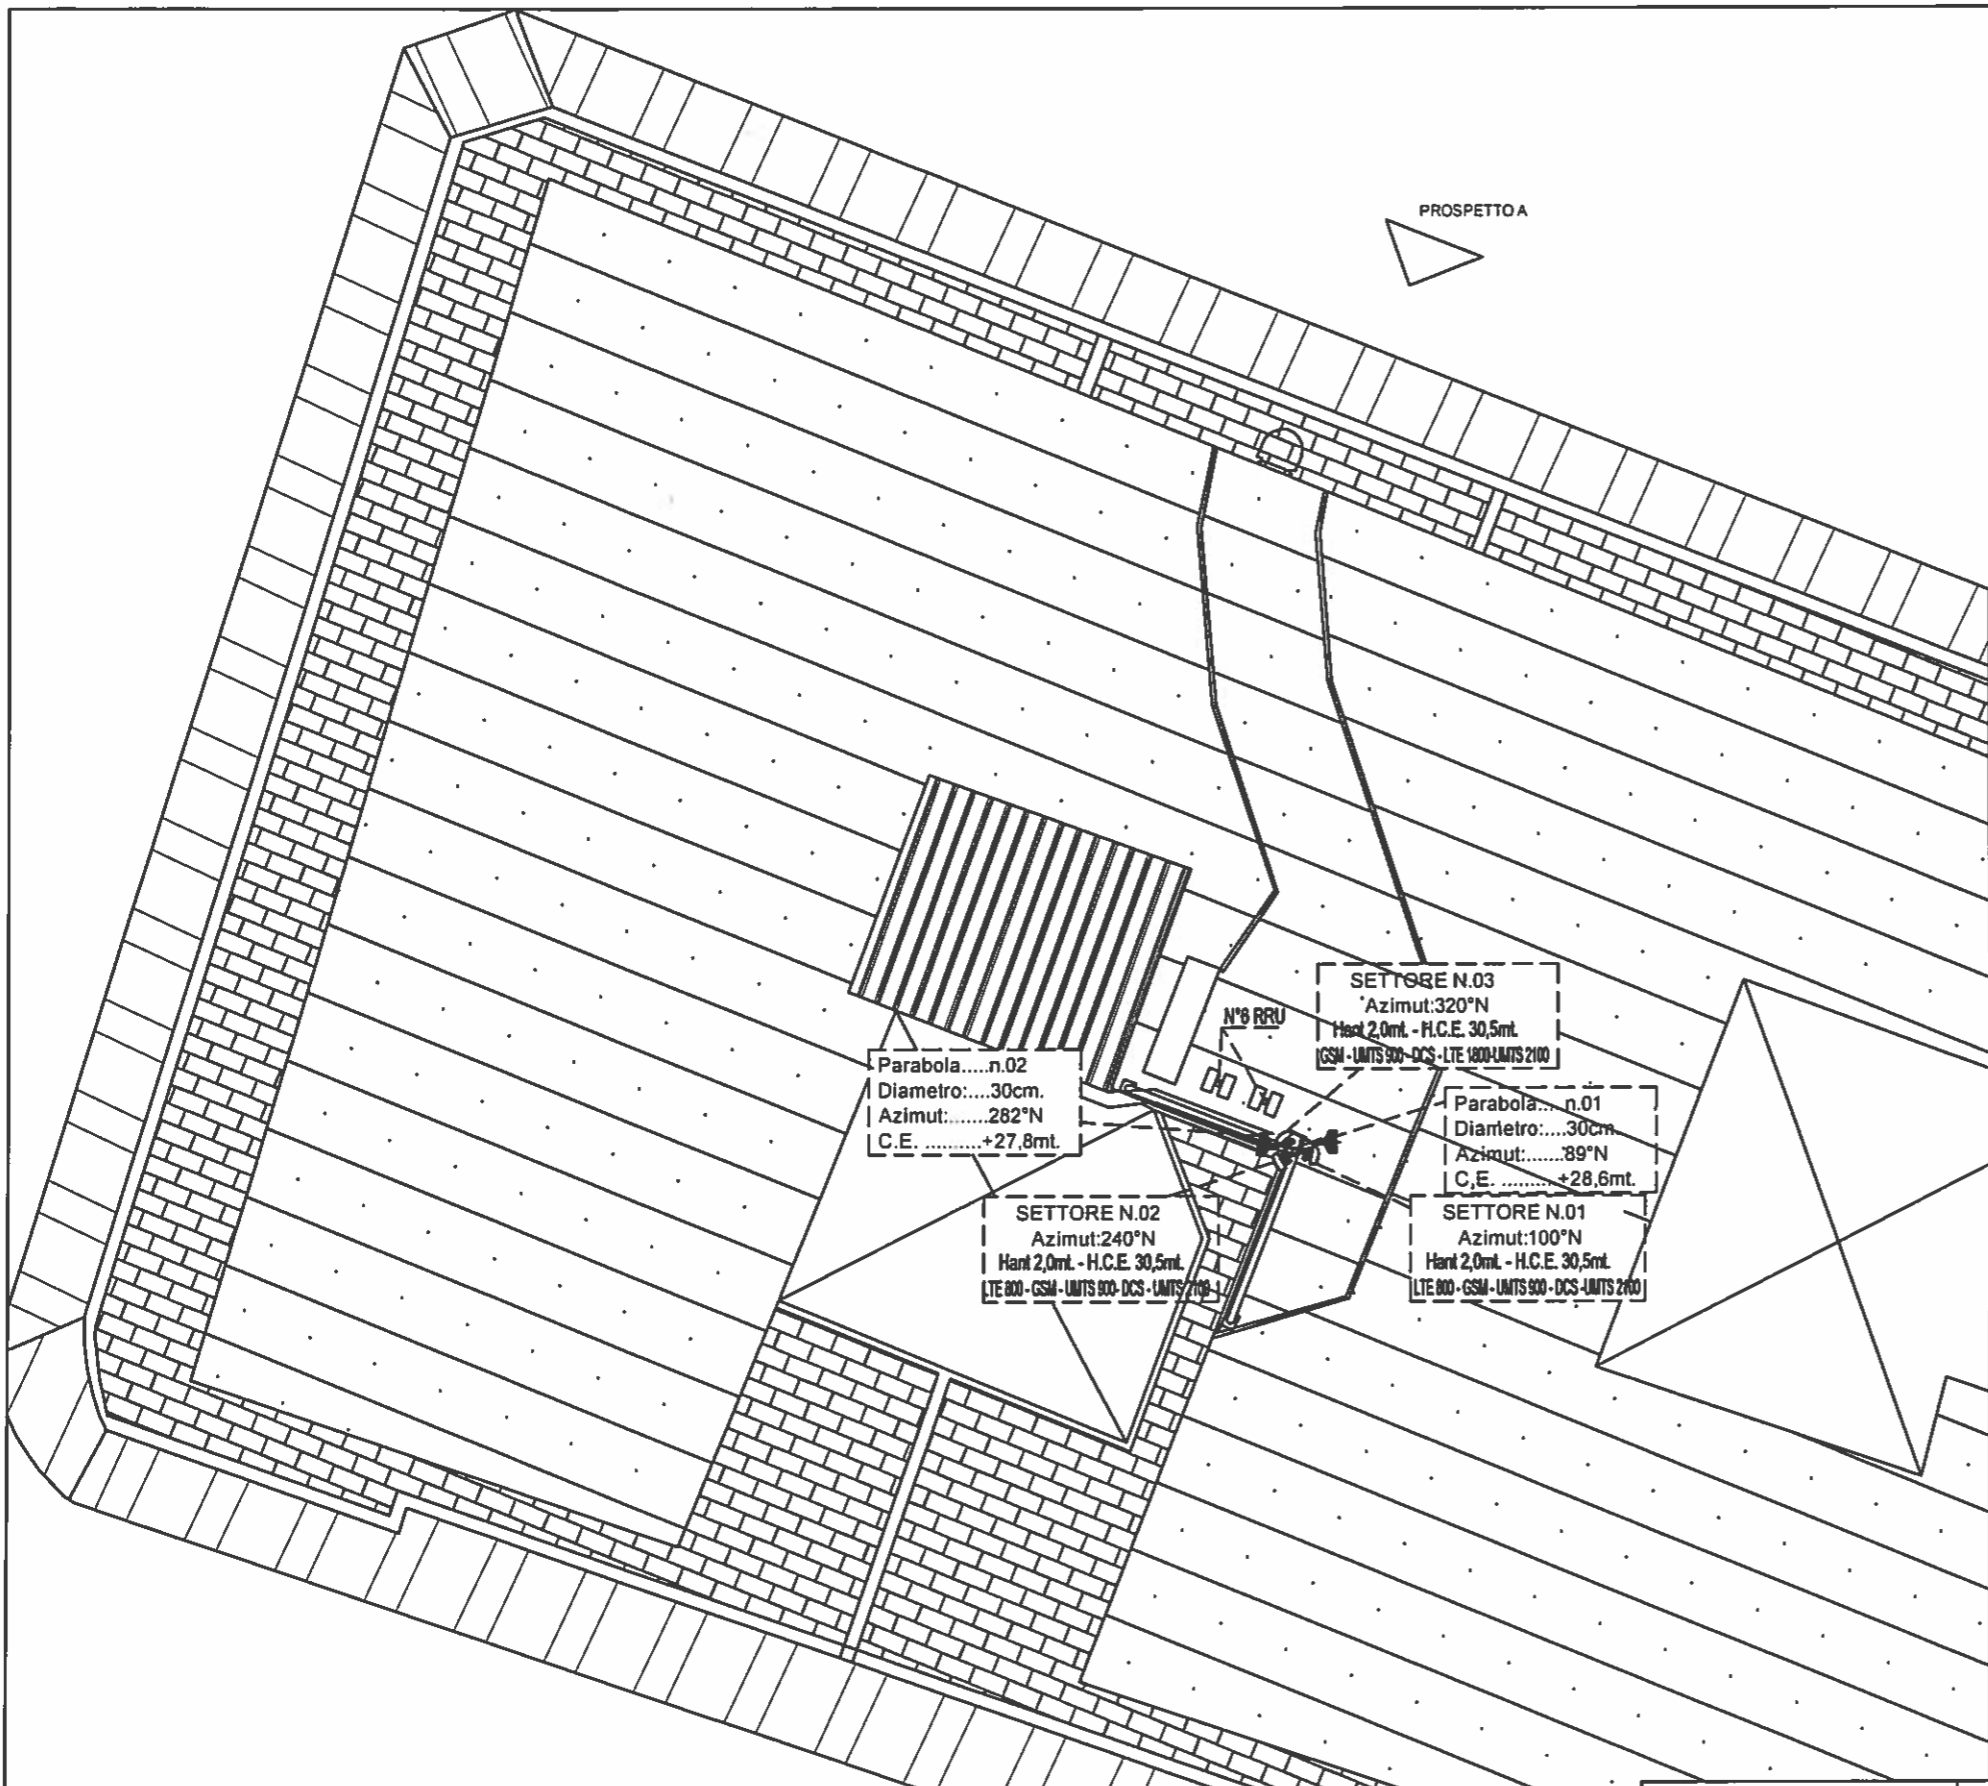 PROSPETTO A
SETTORE N.03
Azimut:320°N
Hant 2,0mt. - H.C.E. 30,5mt.
GSM - UMTS 900 - DCS - LTE 1800-UMTS 2100
N°6 RRU
Parabola.....n.02
Diametro:....30cm.
Azimut:.......282°N
C.E. ..........+27,8mt.
Parabola.....n.01
Diametro:....30cm.
Azimut:.......89°N
C.E. ..........+28,6mt.
SETTORE N.02
Azimut:240°N
Hant 2,0mt. - H.C.E. 30,5mt.
LTE 800 - GSM - UMTS 900- DCS - UMTS 2100
SETTORE N.01
Azimut:100°N
Hant 2,0mt. - H.C.E. 30,5mt.
LTE 800 - GSM - UMTS 900 - DCS -UMTS 2100